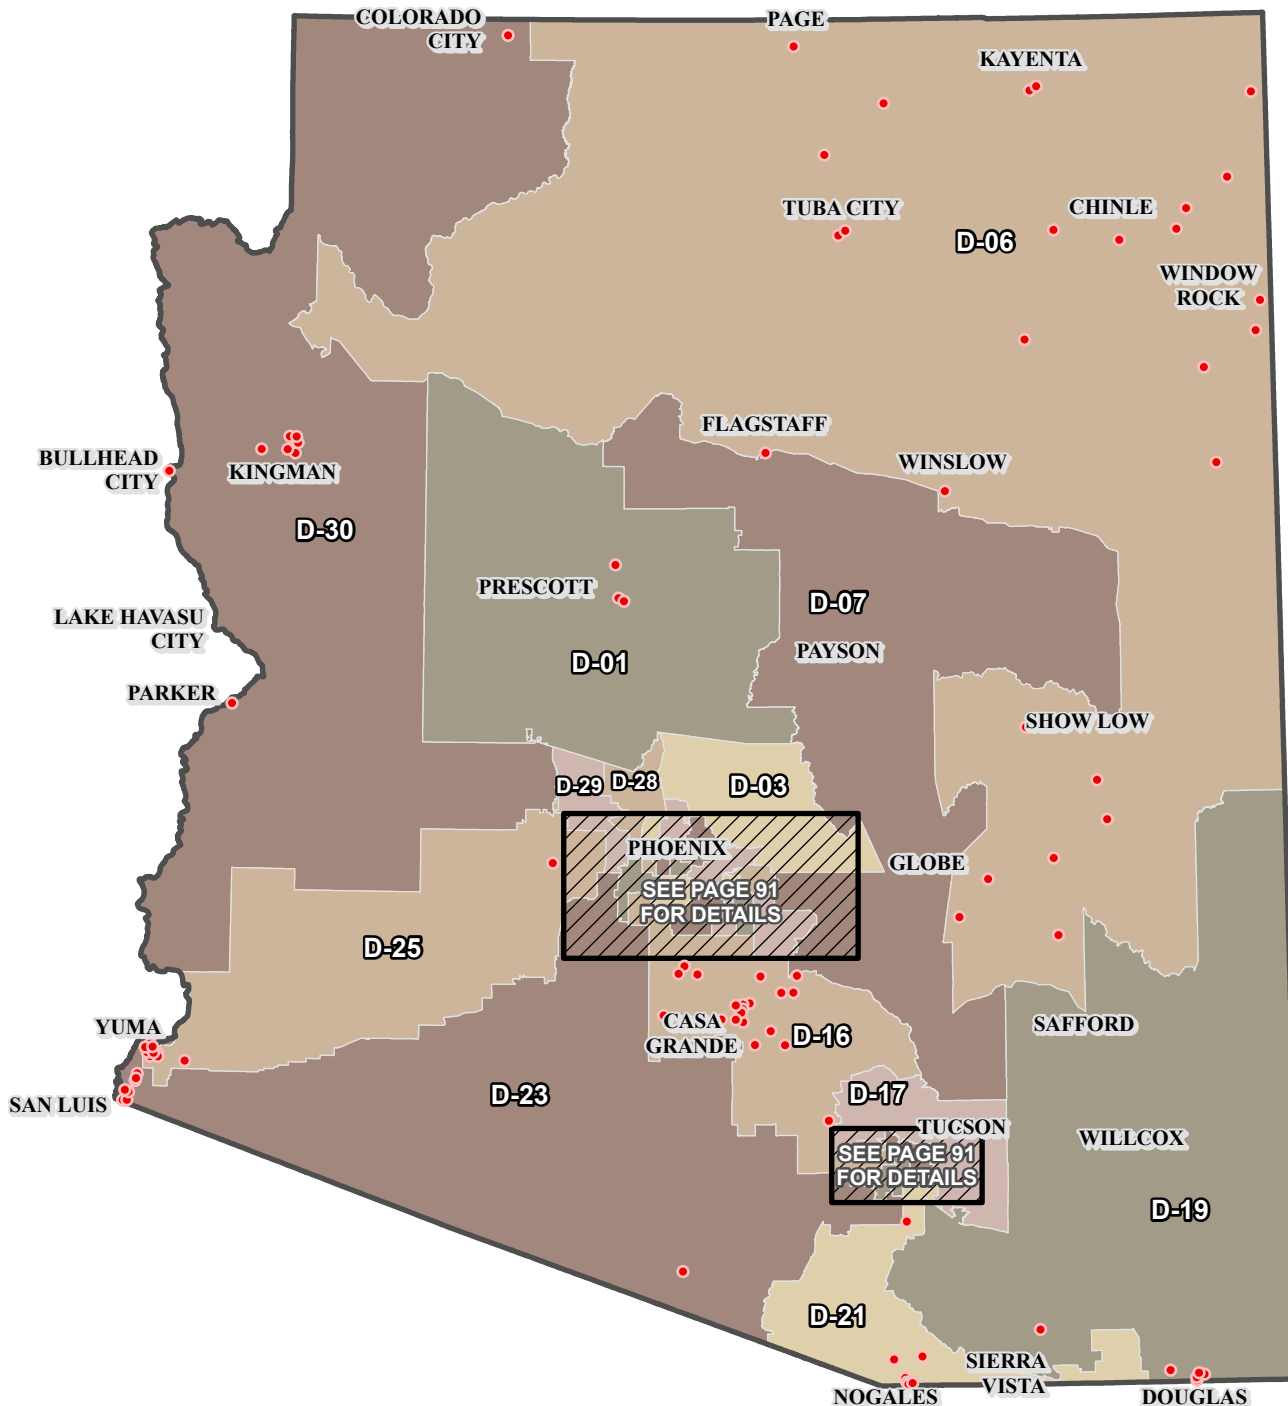 COLORADO
CITY
PAGE
KAYENTA
TUBA CITY
CHINLE
D-06
WINDOW
ROCK
FLAGSTAFF
WINSLOW
BULLHEAD
CITY
KINGMAN
D-30
PRESCOTT
D-07
LAKE HAVASU
CITY
D-01
PAYSON
PARKER
SHOW LOW
D-29
D-28
D-03
PHOENIX
GLOBE
SEE PAGE 91
FOR DETAILS
D-25
YUMA
CASA
GRANDE
D-16
SAFFORD
SAN LUIS
D-23
D-17
TUCSON
WILLCOX
SEE PAGE 91
FOR DETAILS
D-19
D-21
SIERRA
VISTA
NOGALES
DOUGLAS